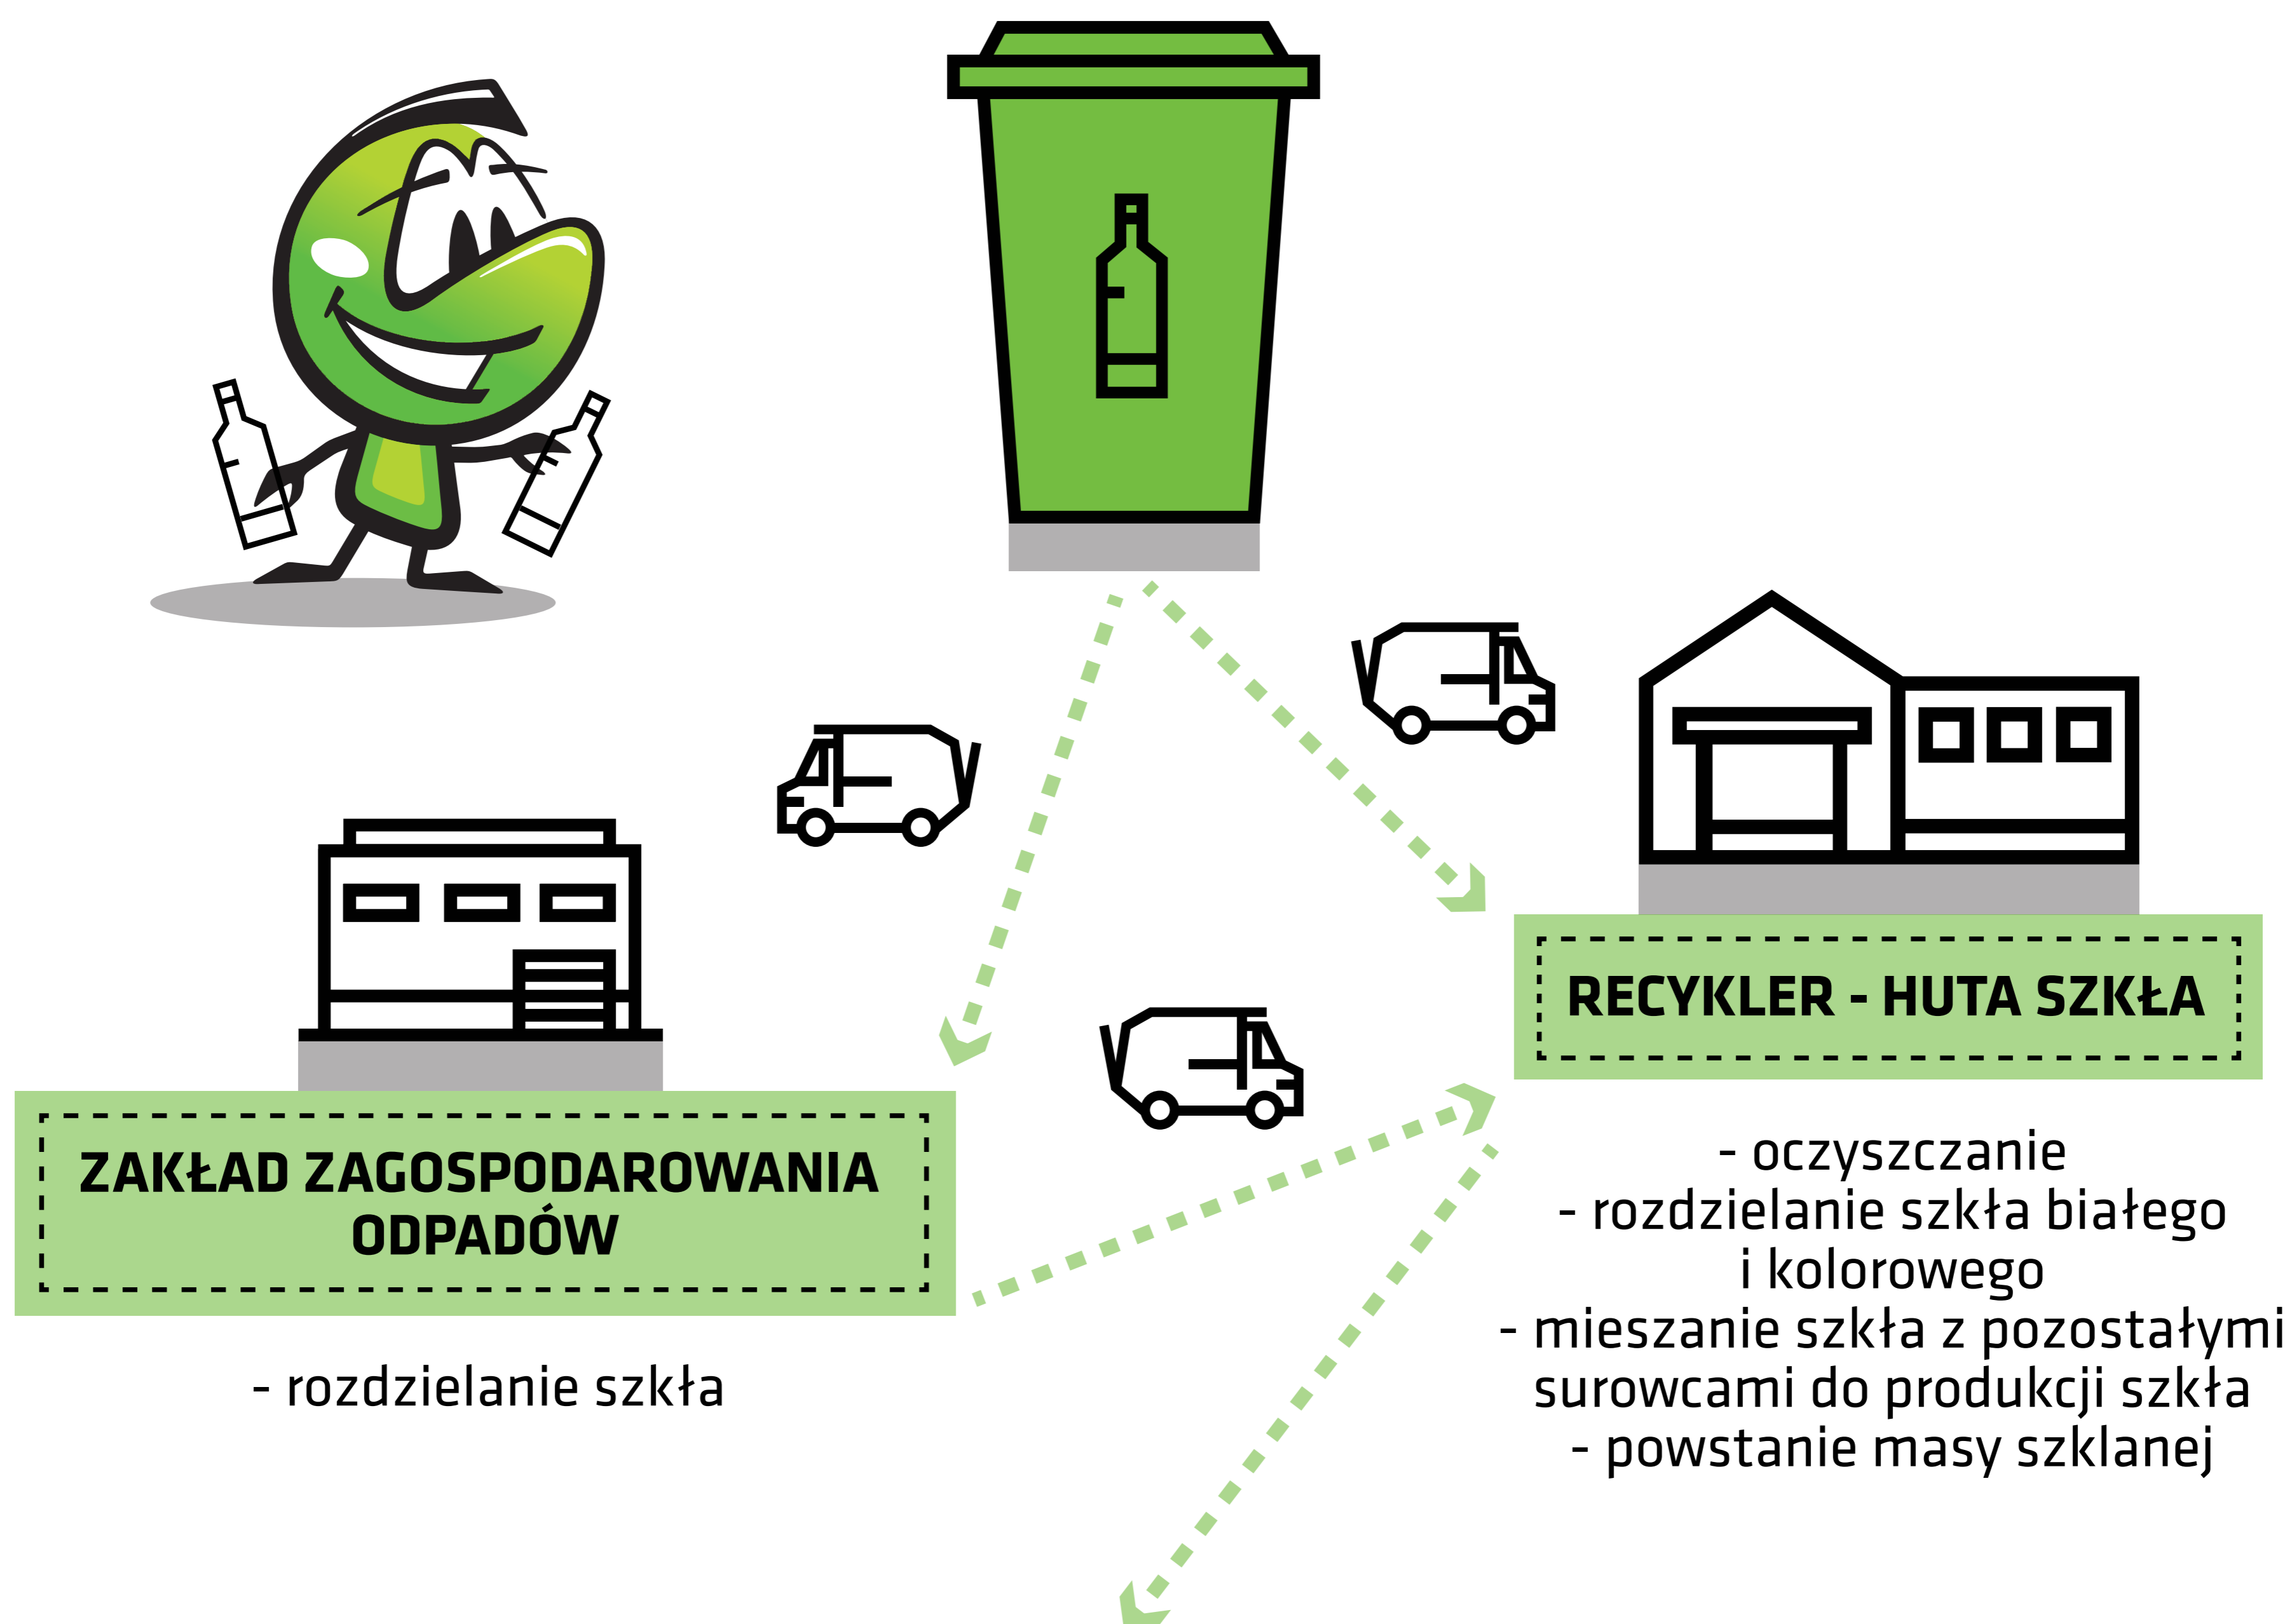 RECYKLER - HUTA SZKŁA
ZAKŁAD ZAGOSPODAROWANIA
ODPADÓW
- rozdzielanie szkła
- oczyszczanie
- rozdzielanie szkła białego
i kolorowego
- mieszanie szkła z pozostałymi
surowcami do produkcji szkła
- powstanie masy szklanej